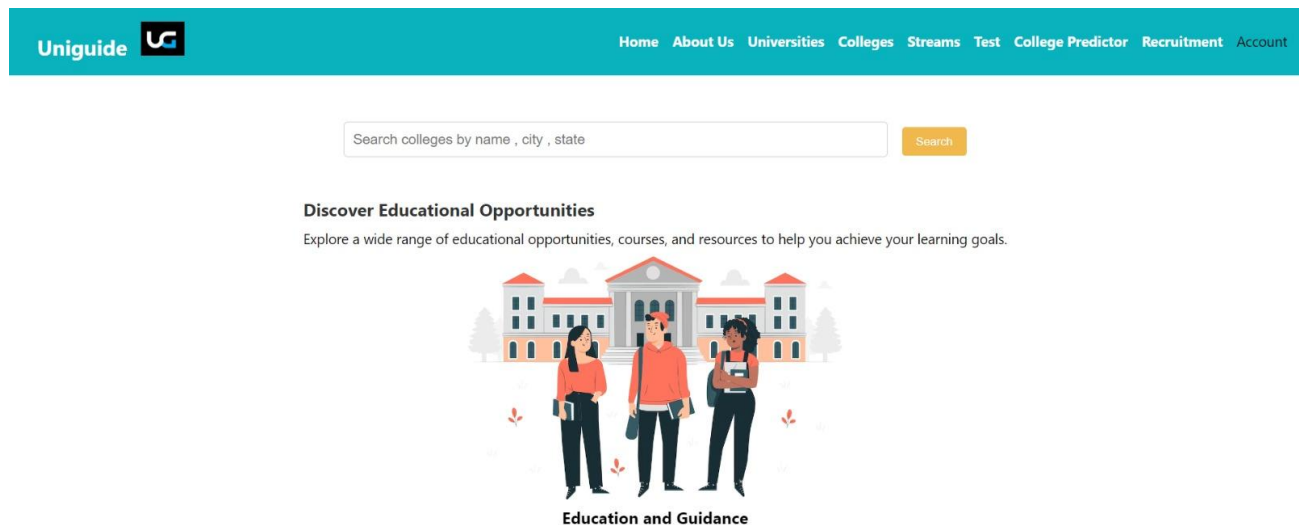 Uniguide UG
Home About Us Universities Colleges Streams Test College Predictor Recruitment Account
Search colleges by name , city , state
Search
Discover Educational Opportunities
Explore a wide range of educational opportunities, courses, and resources to help you achieve your learning goals.
Education and Guidance